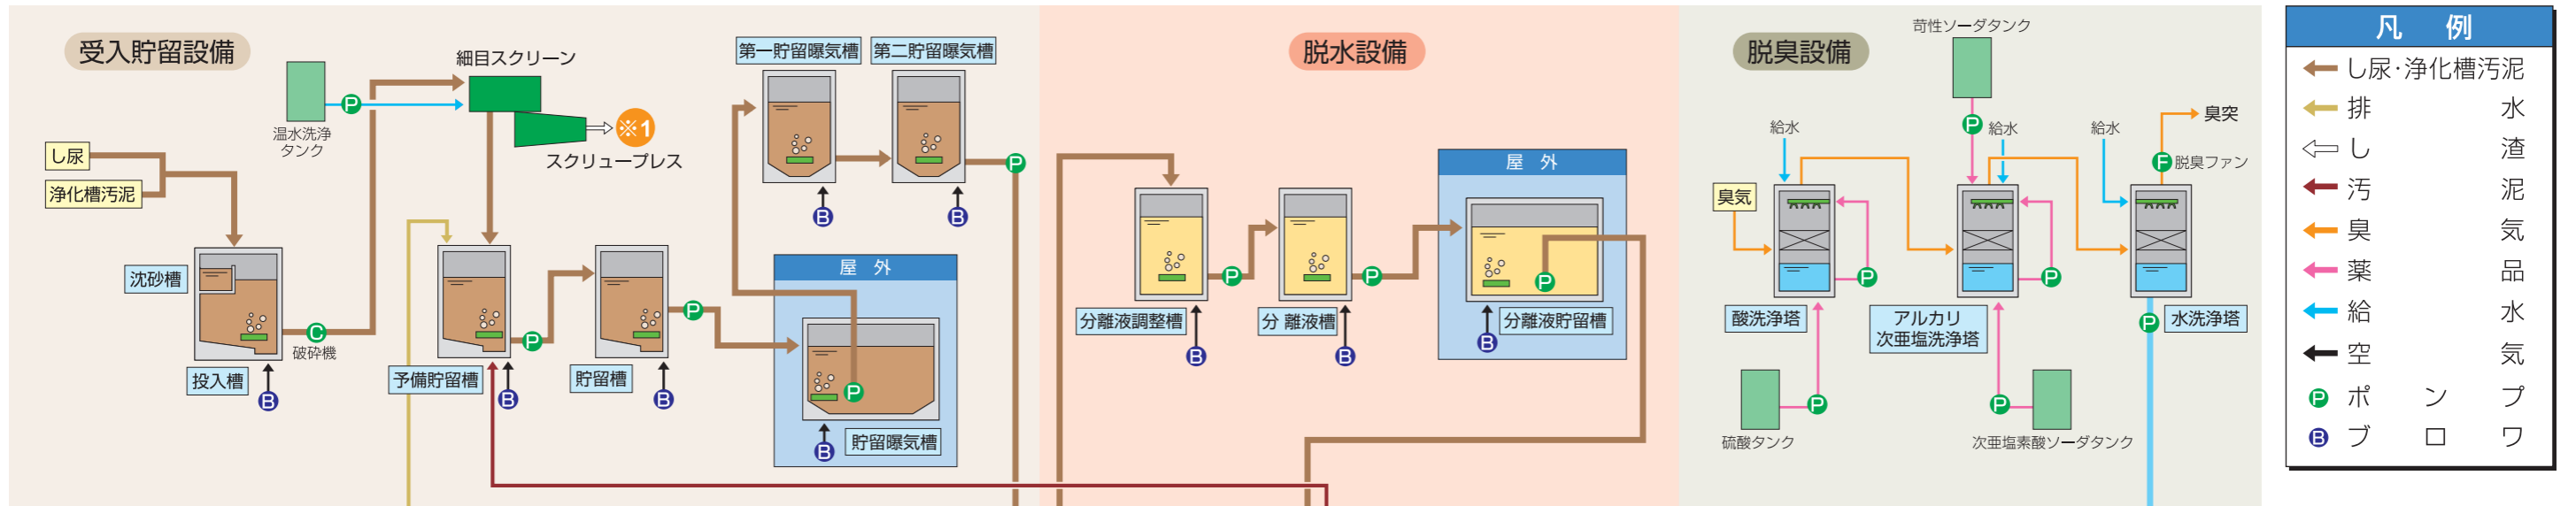 受入貯留設備
温水洗浄
タンク
P
細目スクリーン
※1
スクリュープレス
し尿
浄化槽汚泥
沈砂槽
投入槽
B
C
破砕機
予備貯留槽
B
P
貯留槽
B
P
屋 外
P
B
貯留曝気槽
第一貯留曝気槽
B
第二貯留曝気槽
B
P
脱水設備
分離液調整槽
B
P
分離液槽
B
P
屋 外
P
B
分離液貯留槽
脱臭設備
苛性ソーダタンク
P
給水
給水
給水
臭突
F
脱臭ファン
臭気
P
酸洗浄塔
P
硫酸タンク
P
アルカリ
次亜塩洗浄塔
P
次亜塩素酸ソーダタンク
P
水洗浄塔
凡 例
し尿・浄化槽汚泥
排 水
し 渣
汚 泥
臭 気
薬 品
給 水
空 気
P ポ ン プ
B ブ ロ ワ